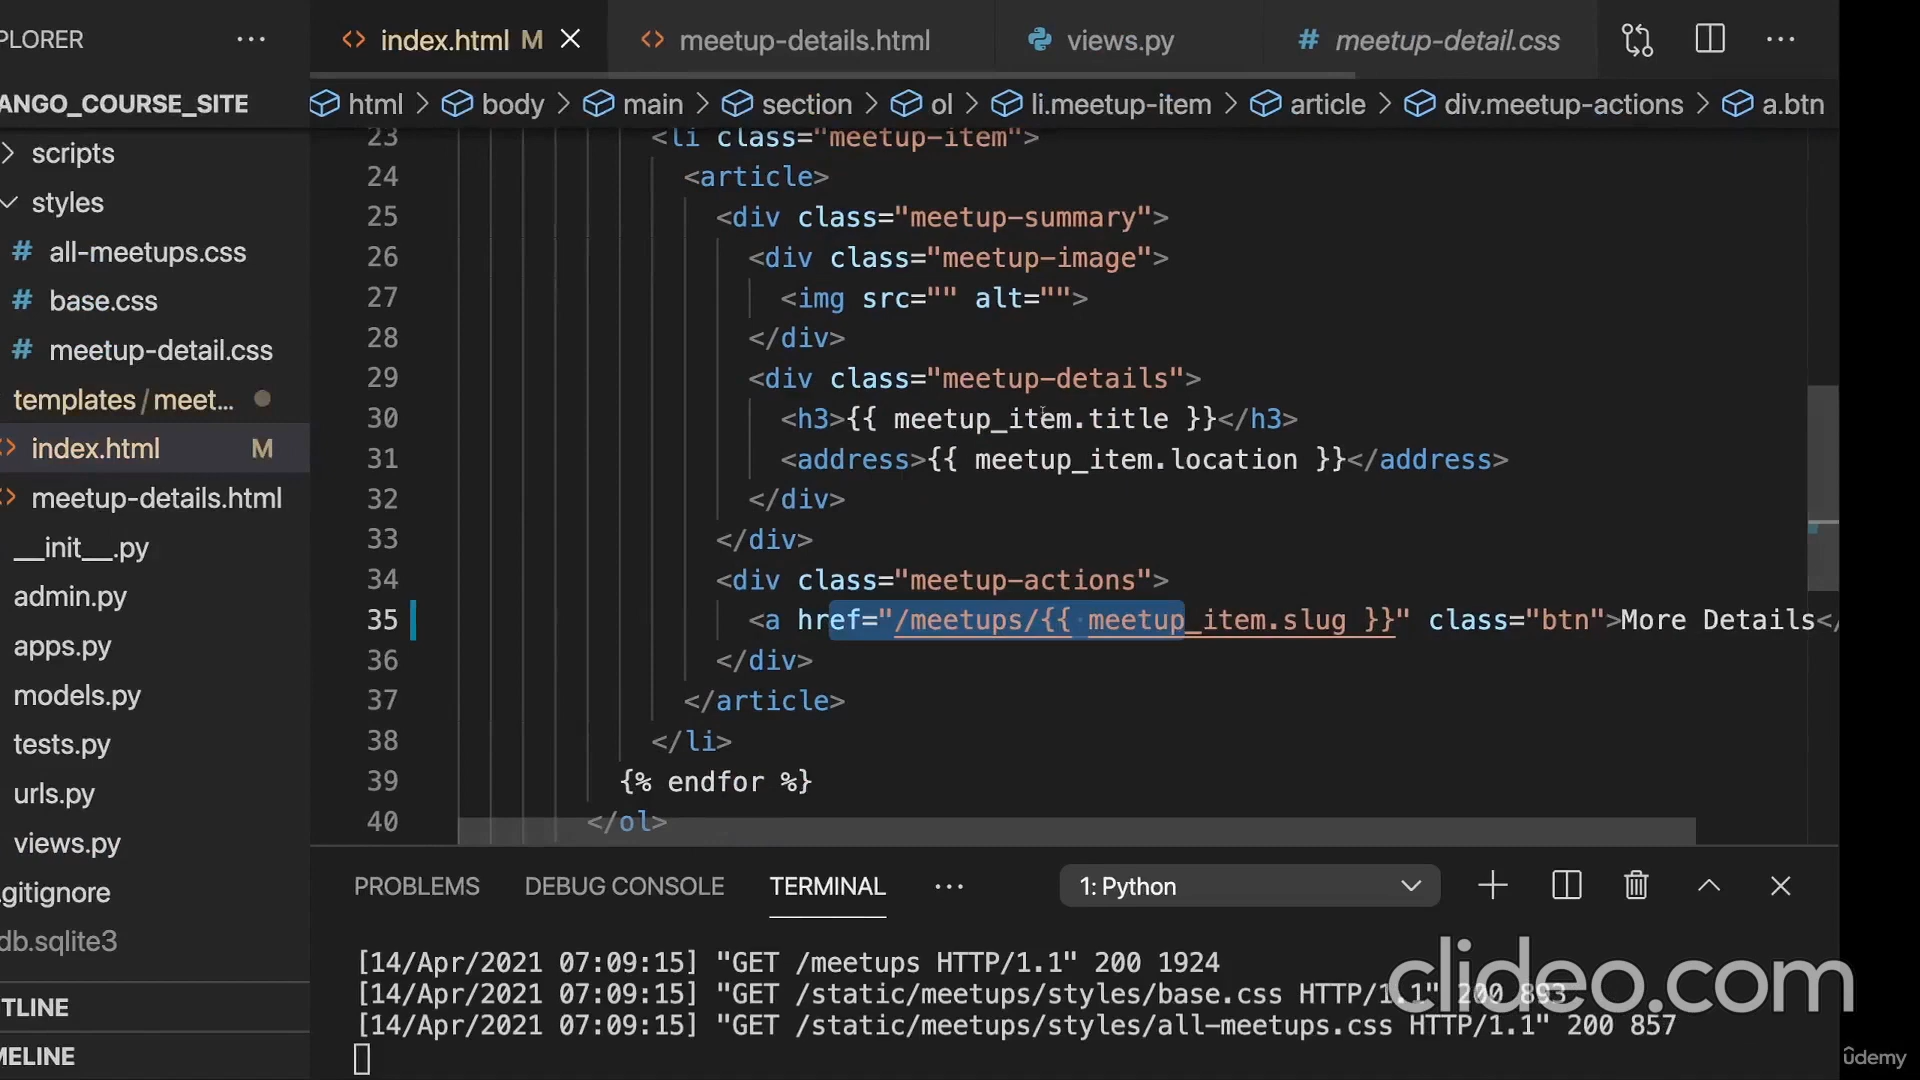 PLORER ...
index.html M
meetup-details.html
views.py
# meetup-detail.css
ANGO_COURSE_SITE
html > body > main > section > ol > li.meetup-item > article > div.meetup-actions > a.btn
scripts
styles
# all-meetups.css
# base.css
# meetup-detail.css
templates/meet...
<> index.html M
<> meetup-details.html
__init__.py
admin.py
apps.py
models.py
tests.py
urls.py
views.py
.gitignore
db.sqlite3
TLINE
MELINE
23 <li class="meetup-item">
24 <article>
25 <div class="meetup-summary">
26 <div class="meetup-image">
27 <img src="" alt="">
28 </div>
29 <div class="meetup-details">
30 <h3>{{ meetup_item.title }}</h3>
31 <address>{{ meetup_item.location }}</address>
32 </div>
33 </div>
34 <div class="meetup-actions">
35 <a href="/meetups/{{ meetup_item.slug }}" class="btn">More Details</
36 </div>
37 </article>
38 </li>
39 {% endfor %}
40 </ol>
PROBLEMS DEBUG CONSOLE TERMINAL ... 1: Python
[14/Apr/2021 07:09:15] "GET /meetups HTTP/1.1" 200 1924
[14/Apr/2021 07:09:15] "GET /static/meetups/styles/base.css HTTP/1.1" 200 893
[14/Apr/2021 07:09:15] "GET /static/meetups/styles/all-meetups.css HTTP/1.1" 200 857
clideo.com
ûdemy